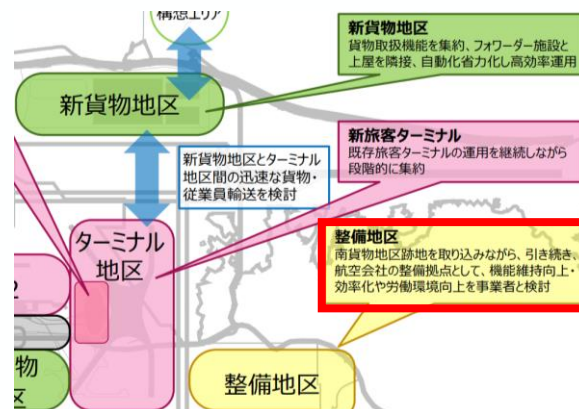 構想エリア
新貨物地区
貨物取扱機能を集約、フォワーダー施設と
上屋を隣接、自動化省力化し高効率運用
新貨物地区
新旅客ターミナル
既存旅客ターミナルの運用を継続しながら
段階的に集約
新貨物地区とターミナル
地区間の迅速な貨物・
従業員輸送を検討
ターミナル
地区
整備地区
南貨物地区跡地を取り込みながら、引き続き、
航空会社の整備拠点として、機能維持向上・
効率化や労働環境向上を事業者と検討
2
物
区
整備地区